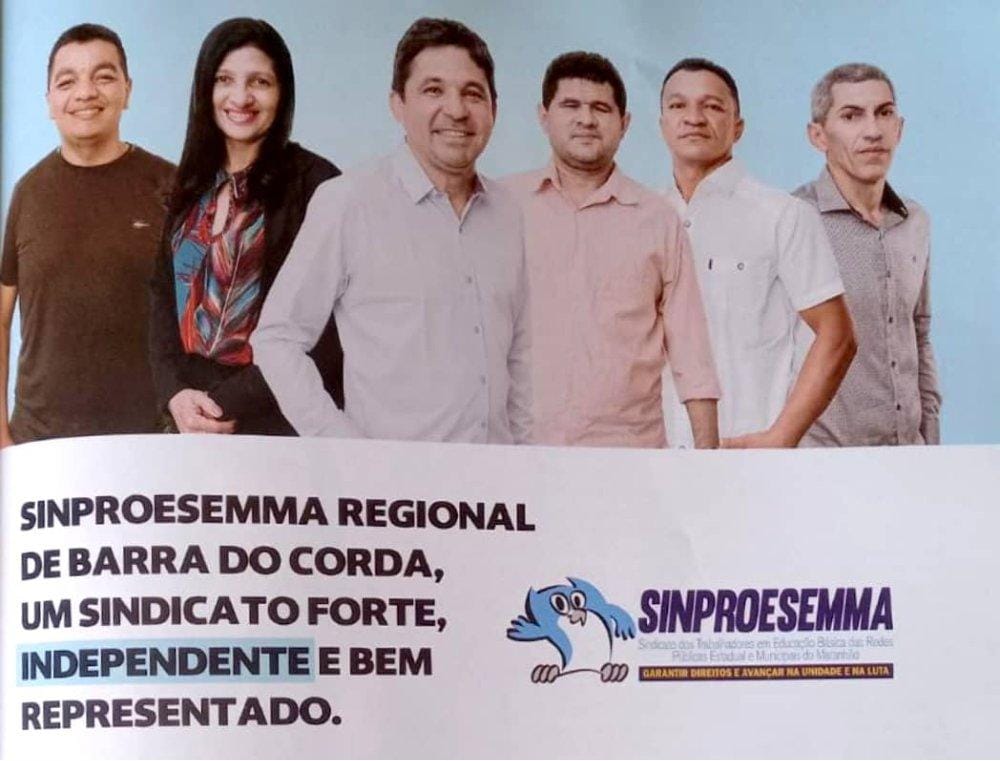 SINPROESEMMA REGIONAL
DE BARRA DO CORDA,
UM SINDICATO FORTE,
INDEPENDENTE E BEM
REPRESENTADO.
SINPROESEMMA
Sindicato dos Trabalhadores em Educação Básica das Redes
Públicas Estadual e Municipais do Maranhão
GARANTIR DIREITOS E AVANÇAR NA UNIDADE E NA LUTA